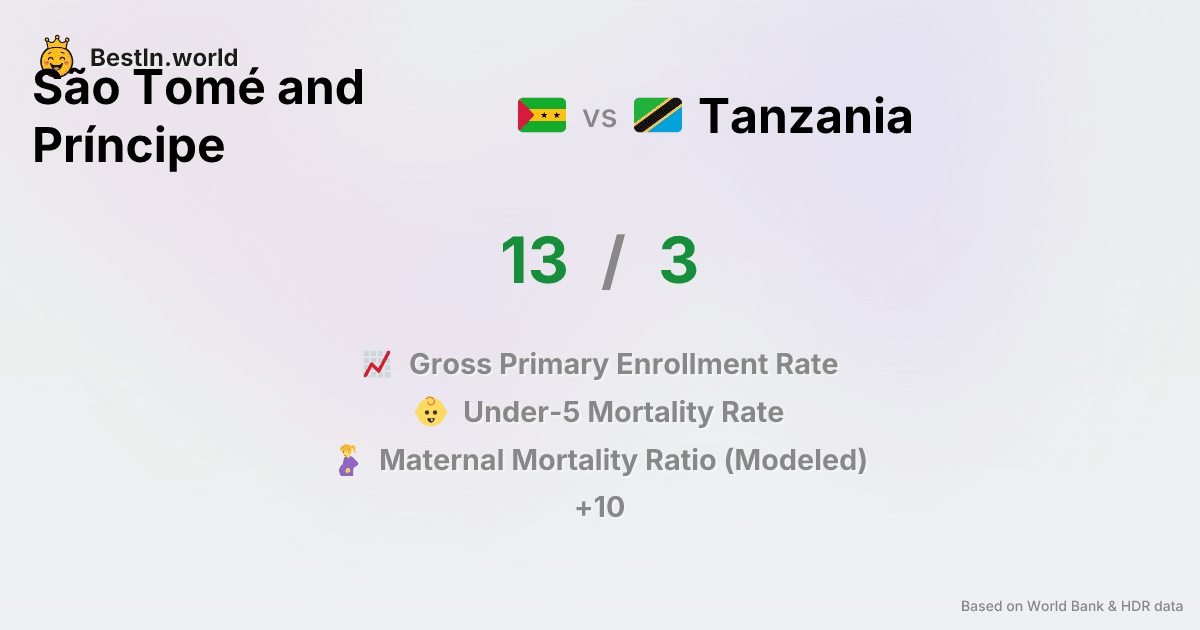 BestIn.world
São Tomé and
Príncipe
vs Tanzania
13 / 3
Gross Primary Enrollment Rate
Under-5 Mortality Rate
Maternal Mortality Ratio (Modeled)
+10
Based on World Bank & HDR data